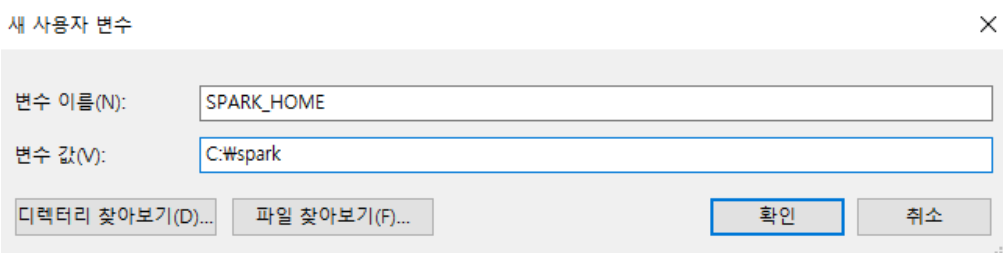 새 사용자 변수
변수 이름(N): SPARK_HOME
변수 값(V): C:₩spark
디렉터리 찾아보기(D)... 파일 찾아보기(F)... 확인 취소